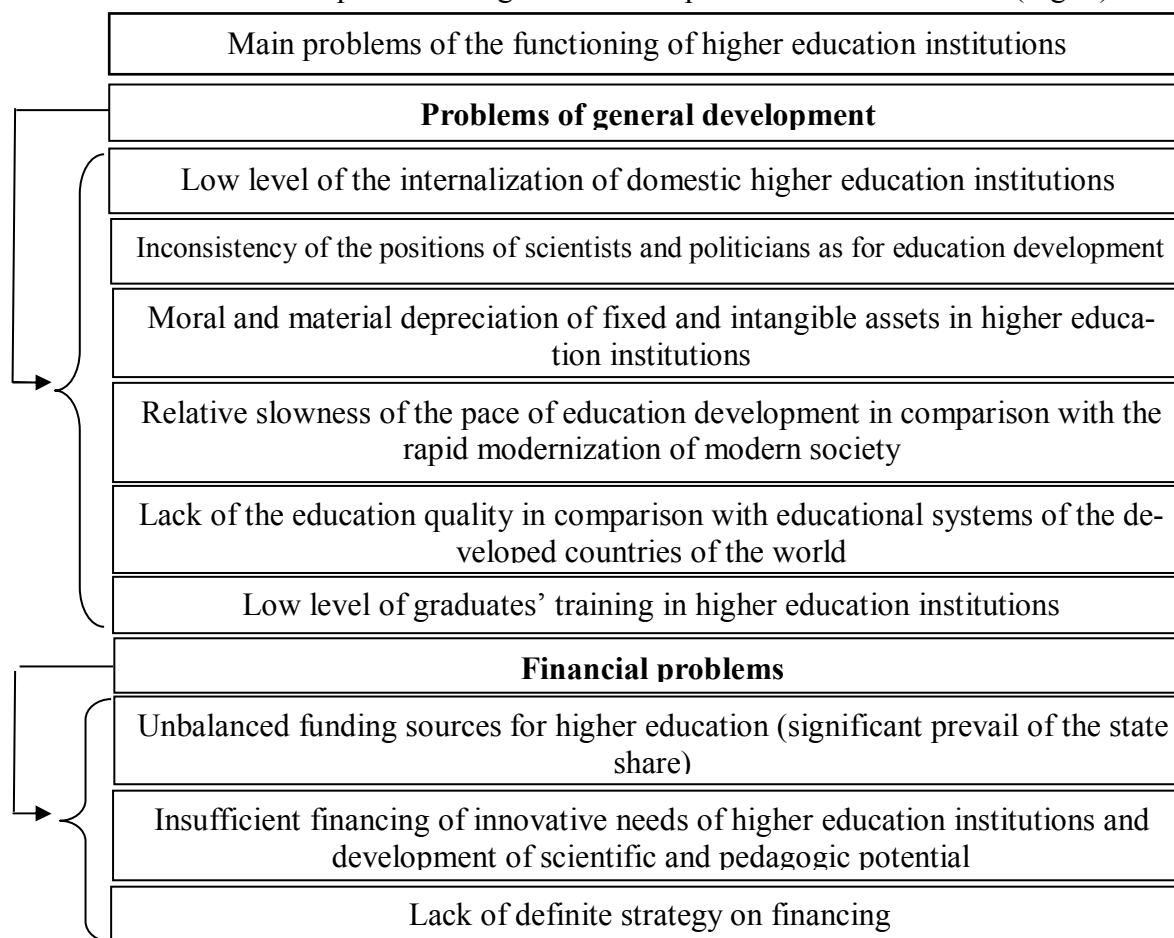 Main problems of the functioning of higher education institutions
Problems of general development
Low level of the internalization of domestic higher education institutions
Inconsistency of the positions of scientists and politicians as for education development
Moral and material depreciation of fixed and intangible assets in higher educa-
tion institutions
Relative slowness of the pace of education development in comparison with the
rapid modernization of modern society
Lack of the education quality in comparison with educational systems of the de-
veloped countries of the world
Low level of graduates’ training in higher education institutions
Financial problems
Unbalanced funding sources for higher education (significant prevail of the state
share)
Insufficient financing of innovative needs of higher education institutions and
development of scientific and pedagogic potential
Lack of definite strategy on financing